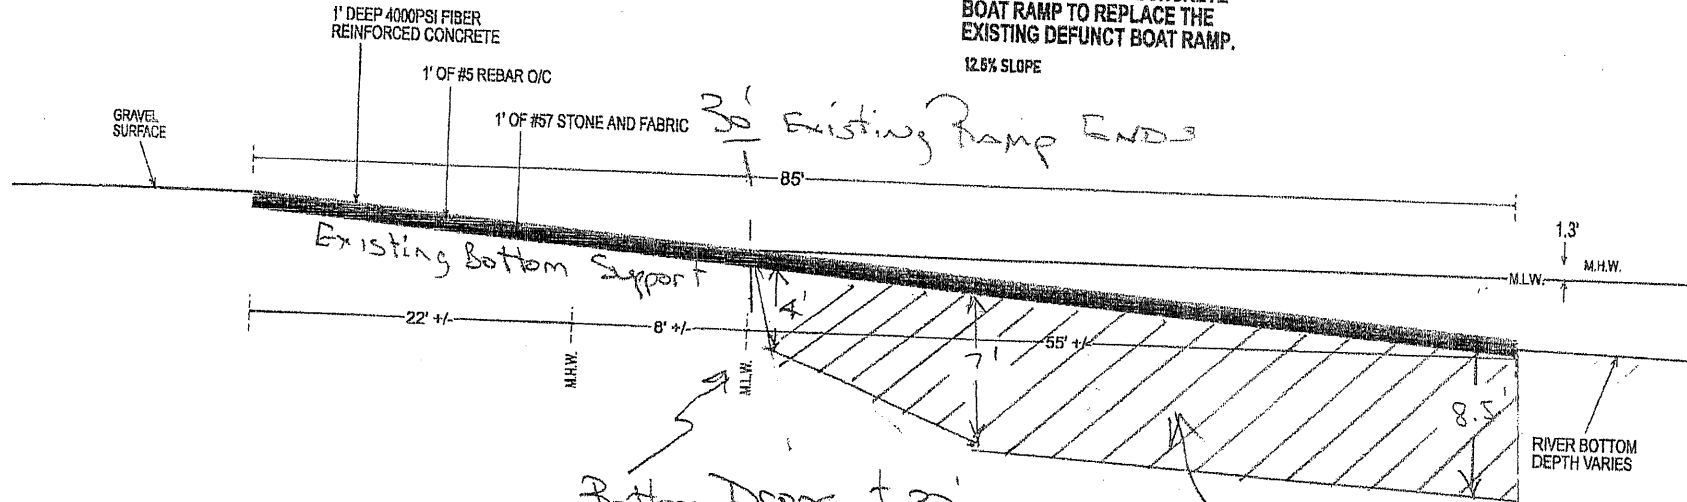 BOAT RAMP TO REPLACE THE
EXISTING DEFUNCT BOAT RAMP.
12.5% SLOPE
1' DEEP 4000PSI FIBER
REINFORCED CONCRETE
1' OF #5 REBAR O/C
1' OF #57 STONE AND FABRIC
30' Existing Ramp ENDS
GRAVEL
SURFACE
85'
1.3'
M.L.W.
M.H.W.
Existing Bottom Support
4'
22' +/-
8' +/-
7'
55' +/-
M.H.W.
M.L.W.
8.5'
RIVER BOTTOM
DEPTH VARIES